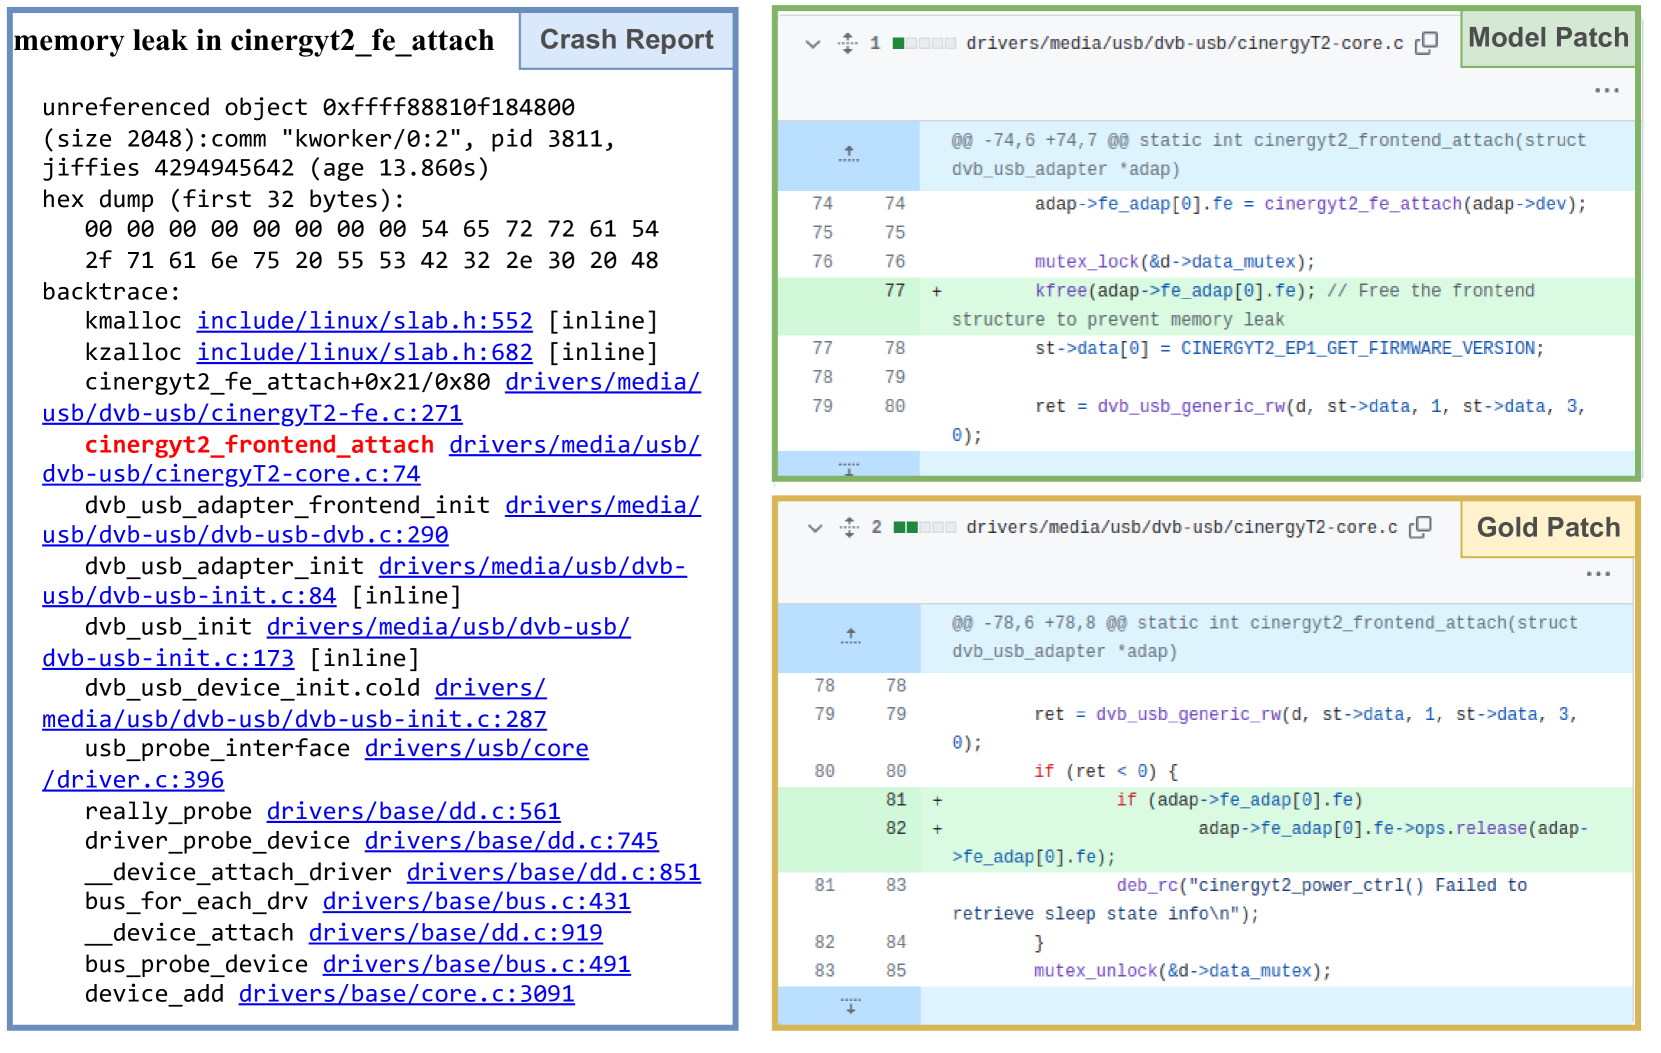 memory leak in cinergyt2_fe_attach
Crash Report
unreferenced object 0xffff88810f184800
(size 2048):comm "kworker/0:2", pid 3811,
jiffies 4294945642 (age 13.860s)
hex dump (first 32 bytes):
00 00 00 00 00 00 00 00 54 65 72 72 61 54
2f 71 61 6e 75 20 55 53 42 32 2e 30 20 48
backtrace:
kmalloc include/linux/slab.h:552 [inline]
kzalloc include/linux/slab.h:682 [inline]
cinergyt2_fe_attach+0x21/0x80 drivers/media/
usb/dvb-usb/cinergyT2-fe.c:271
cinergyt2_frontend_attach drivers/media/usb/
dvb-usb/cinergyT2-core.c:74
dvb_usb_adapter_frontend_init drivers/media/
usb/dvb-usb/dvb-usb-dvb.c:290
dvb_usb_adapter_init drivers/media/usb/dvb-
usb/dvb-usb-init.c:84 [inline]
dvb_usb_init drivers/media/usb/dvb-usb/
dvb-usb-init.c:173 [inline]
dvb_usb_device_init.cold drivers/
media/usb/dvb-usb/dvb-usb-init.c:287
usb_probe_interface drivers/usb/core
/driver.c:396
really_probe drivers/base/dd.c:561
driver_probe_device drivers/base/dd.c:745
__device_attach_driver drivers/base/dd.c:851
bus_for_each_drv drivers/base/bus.c:431
__device_attach drivers/base/dd.c:919
bus_probe_device drivers/base/bus.c:491
device_add drivers/base/core.c:3091
1 drivers/media/usb/dvb-usb/cinergyT2-core.c
Model Patch
...
@@ -74,6 +74,7 @@ static int cinergyt2_frontend_attach(struct
dvb_usb_adapter *adap)
74 74 adap->fe_adap[0].fe = cinergyt2_fe_attach(adap->dev);
75 75
76 76 mutex_lock(&d->data_mutex);
77 + kfree(adap->fe_adap[0].fe); // Free the frontend
structure to prevent memory leak
77 78 st->data[0] = CINERGYT2_EP1_GET_FIRMWARE_VERSION;
78 79
79 80 ret = dvb_usb_generic_rw(d, st->data, 1, st->data, 3,
0);
2 drivers/media/usb/dvb-usb/cinergyT2-core.c
Gold Patch
...
@@ -78,6 +78,8 @@ static int cinergyt2_frontend_attach(struct
dvb_usb_adapter *adap)
78 78
79 79 ret = dvb_usb_generic_rw(d, st->data, 1, st->data, 3,
0);
80 80 if (ret < 0) {
81 + if (adap->fe_adap[0].fe)
82 + adap->fe_adap[0].fe->ops.release(adap-
>fe_adap[0].fe);
81 83 deb_rc("cinergyt2_power_ctrl() Failed to
retrieve sleep state info\n");
82 84 }
83 85 mutex_unlock(&d->data_mutex);